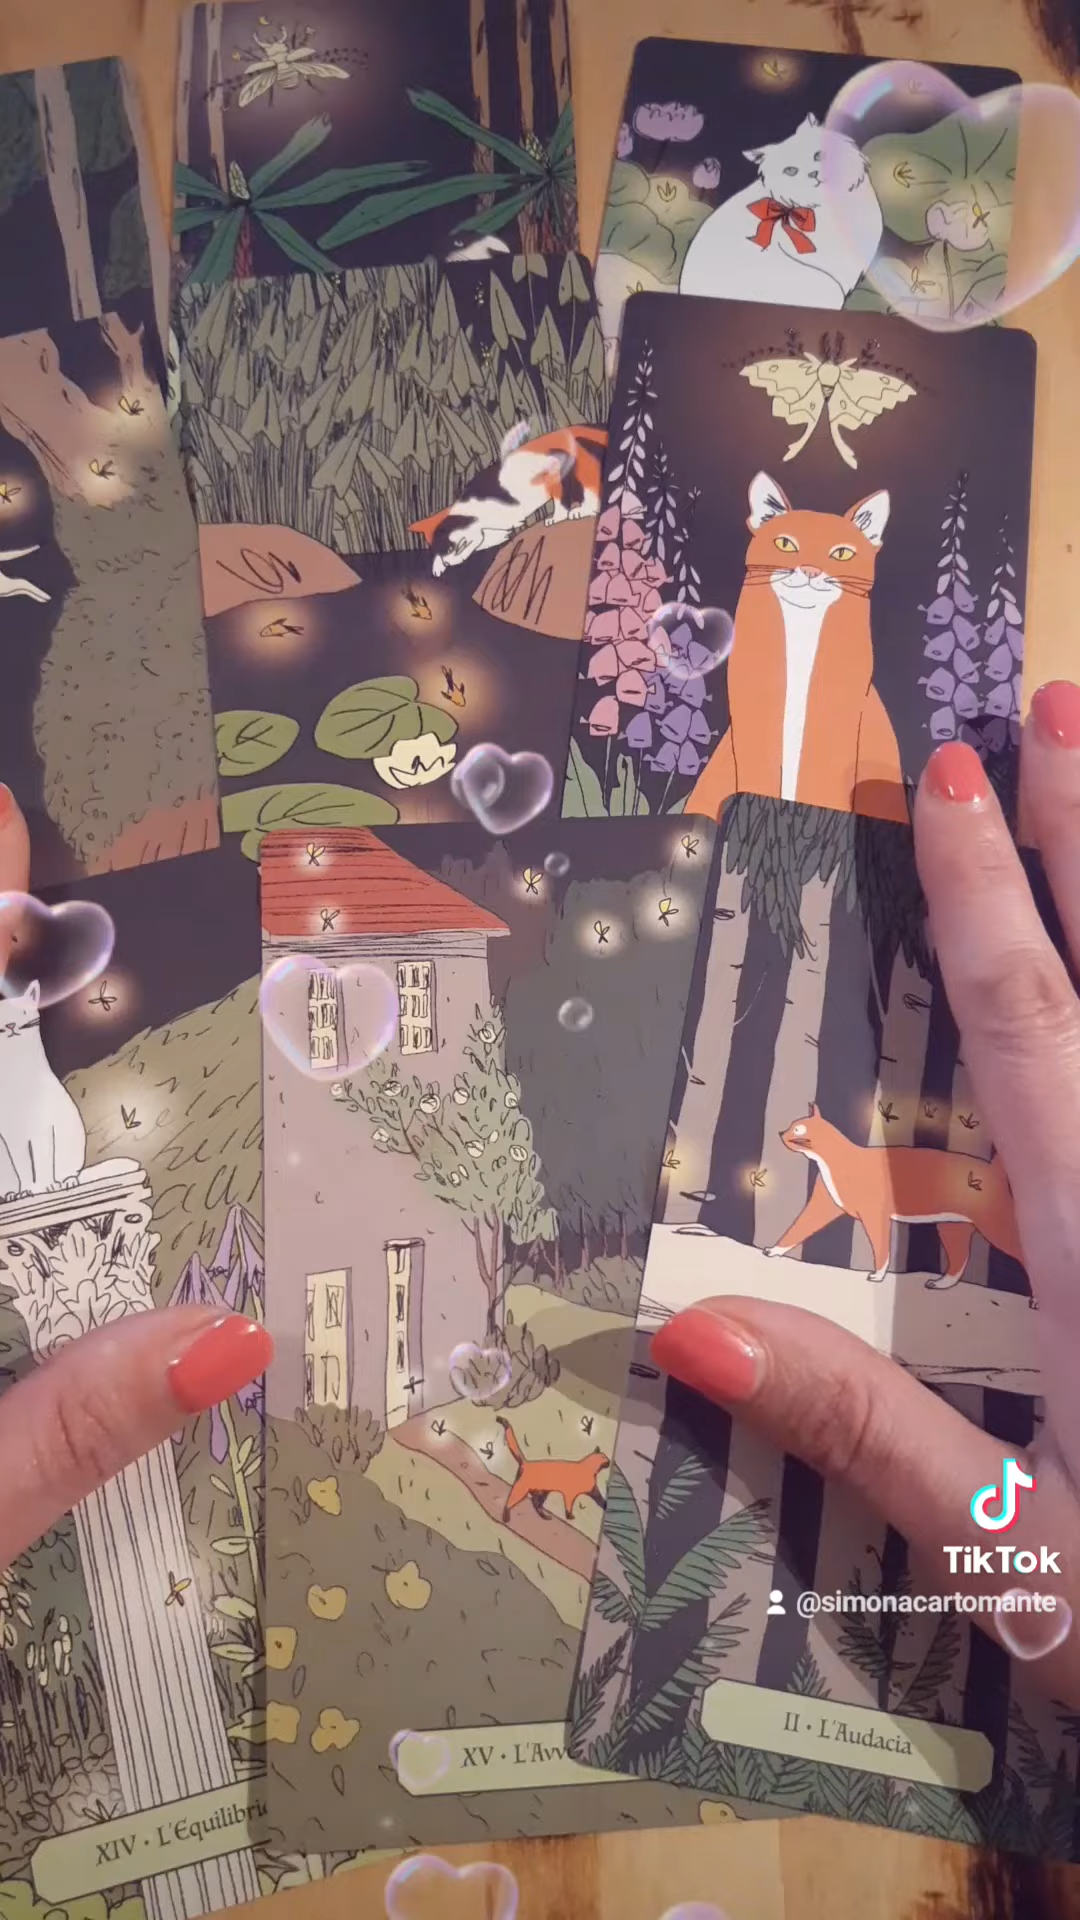 TikTok
@simonacartomante
II • L'Audacia
XV • L'Avv
XIV • L'Equilibri